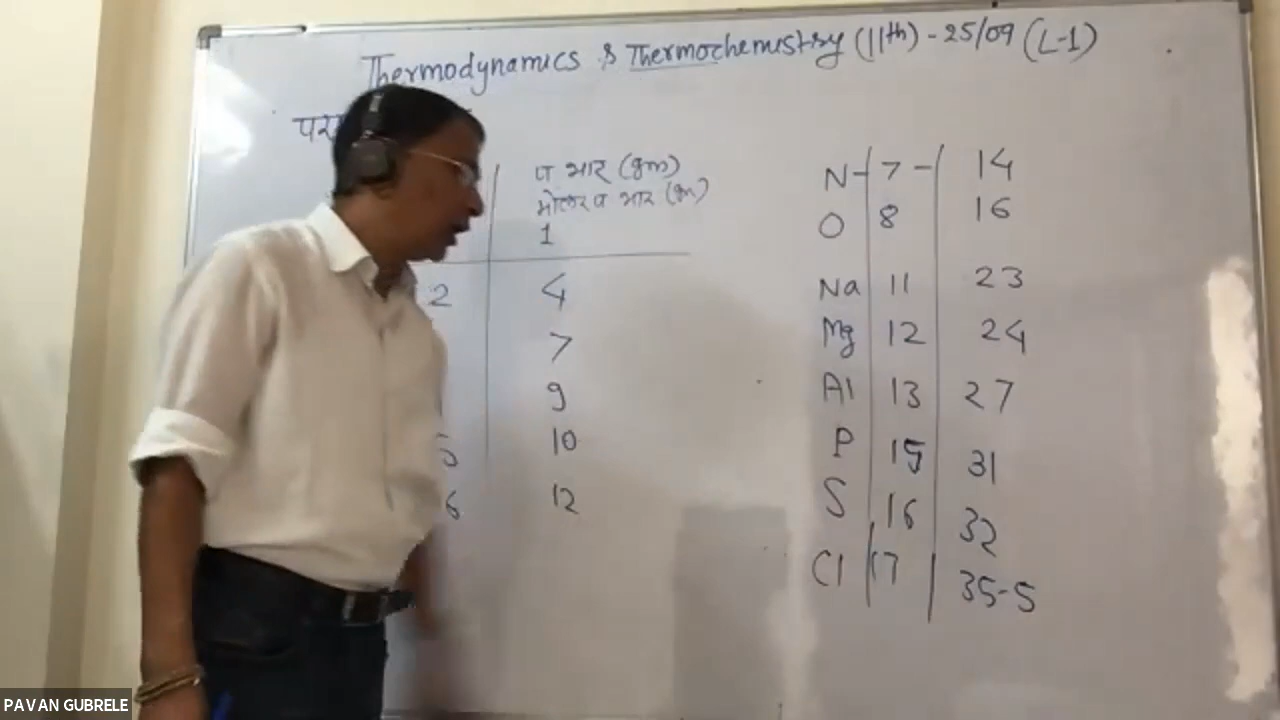 Thermodynamics & Thermochemistry (11th) - 25/09 (L-1)
प भार (gm)
मोलर प भार (gm)
1
2 4
7
9
5 10
6 12
N - 7 - 14
O 8 16
Na 11 23
Mg 12 24
Al 13 27
P 15 31
S 16 32
Cl 17 35-5
PAVAN GUBRELE